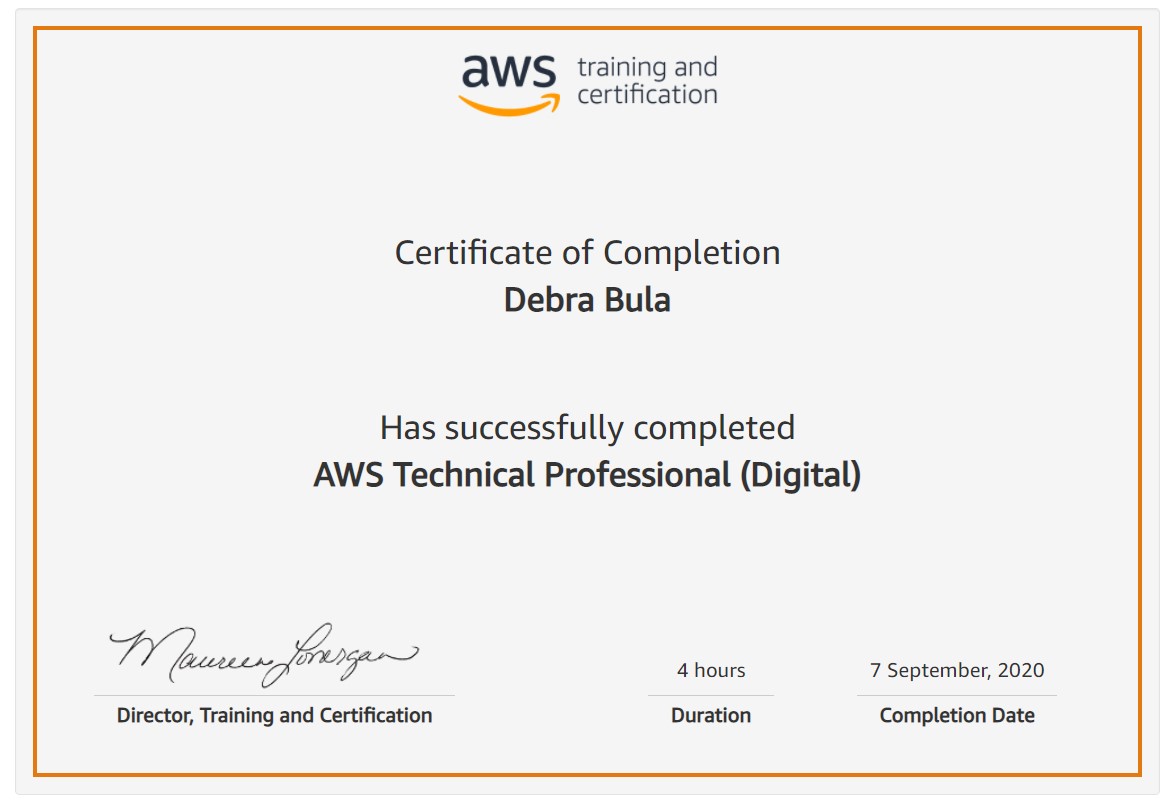 aws training and
certification
Certificate of Completion
Debra Bula
Has successfully completed
AWS Technical Professional (Digital)
Maureen Lonergan
4 hours
7 September, 2020
Director, Training and Certification
Duration
Completion Date